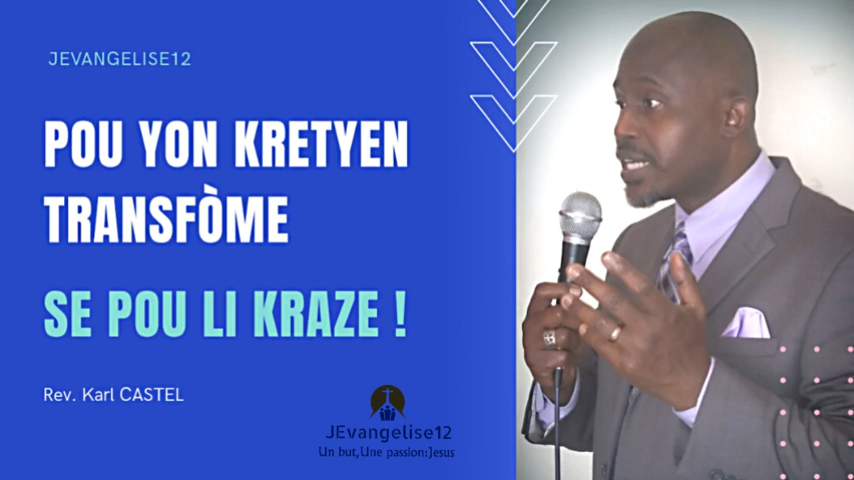 JEVANGELISE12
POU YON KRETYEN
TRANSFÒME
SE POU LI KRAZE !
Rev. Karl CASTEL
JEvangelise12
Un but,Une passion:Jesus